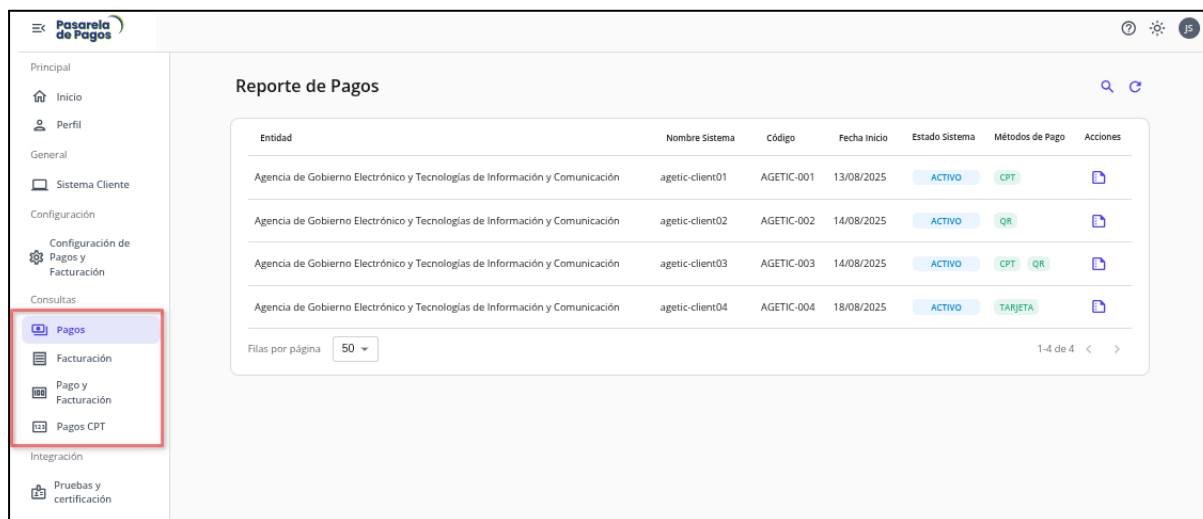 Pasarela
de Pagos
JS
Principal
Inicio
Perfil
General
Sistema Cliente
Configuración
Configuración de
Pagos y
Facturación
Consultas
Pagos
Facturación
Pago y
Facturación
Pagos CPT
Integración
Pruebas y
certificación
Reporte de Pagos
Entidad Nombre Sistema Código Fecha Inicio Estado Sistema Métodos de Pago Acciones
Agencia de Gobierno Electrónico y Tecnologías de Información y Comunicación agetic-client01 AGETIC-001 13/08/2025 ACTIVO CPT
Agencia de Gobierno Electrónico y Tecnologías de Información y Comunicación agetic-client02 AGETIC-002 14/08/2025 ACTIVO QR
Agencia de Gobierno Electrónico y Tecnologías de Información y Comunicación agetic-client03 AGETIC-003 14/08/2025 ACTIVO CPT QR
Agencia de Gobierno Electrónico y Tecnologías de Información y Comunicación agetic-client04 AGETIC-004 18/08/2025 ACTIVO TARJETA
Filas por página 50 1-4 de 4